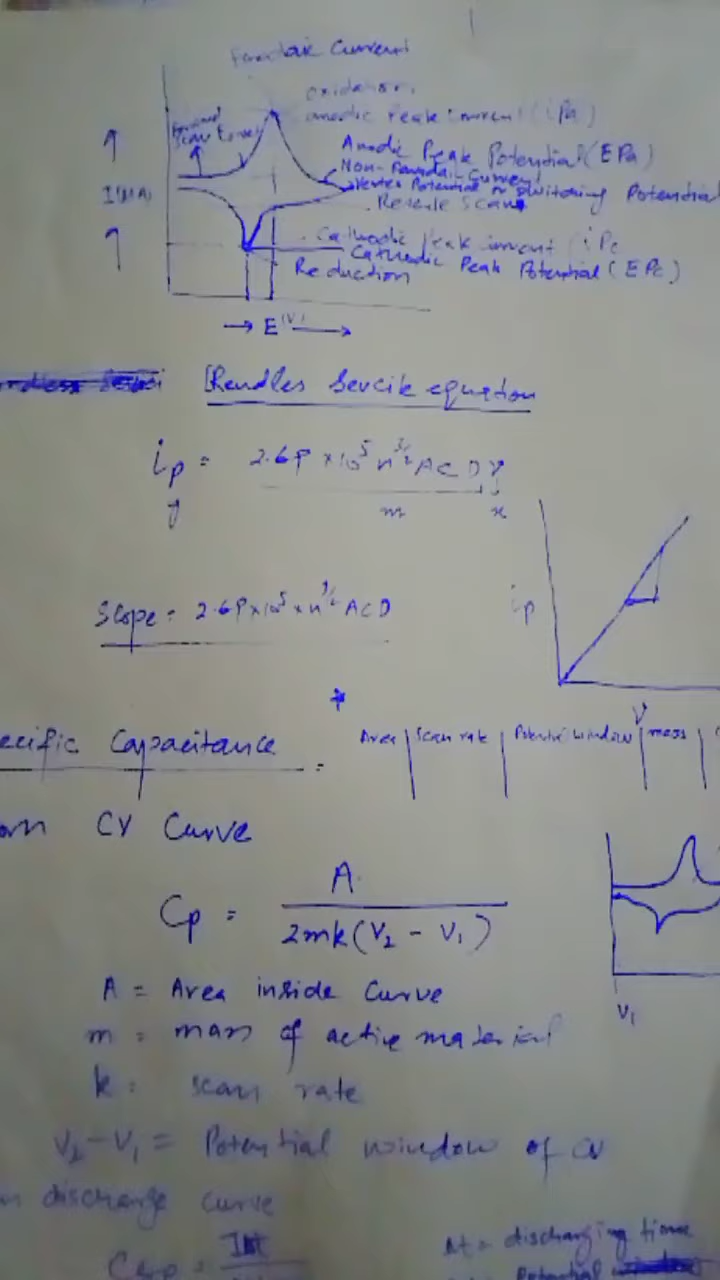 Faradaic Current
Oxidation
anodic Peak Current (iPa)
Forward
Scan
Anodic Peak Potential (EPa)
Non-Faradaic Current
Vertex Potential or Switching Potential
Reverse Scan
I (μA)
Cathodic Peak current (iPc
Cathodic Peak Potential (EPc)
Reduction
→ E(V) →
Randles Sevcik equation
ip = 2.69 ×10⁵ n³/² A C D γ
y m x
Slope = 2.69×10⁵ × n³/² A C D
ip
γ
ecific Capacitance =
Area | Scan rate | Potential window | mass |
CV Curve
Cp = A / 2mk(V₂ - V₁)
A = Area inside Curve
m = mass of active material
k = scan rate
V₁
V₂-V₁ = Potential window of CV
discharge curve
Δt = discharging time
Potential